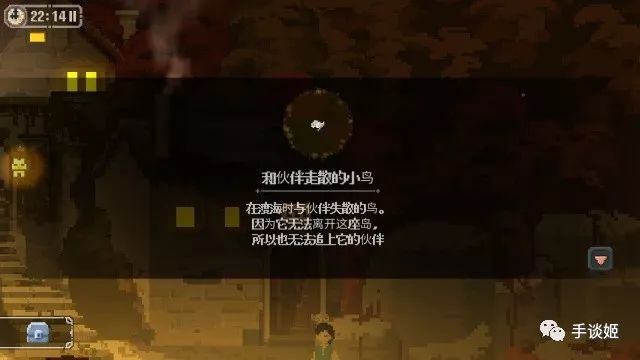 22:14
和伙伴走散的小鸟
在渡海时与伙伴失散的鸟。
因为它无法离开这座岛,
所以也无法追上它的伙伴
手谈姬